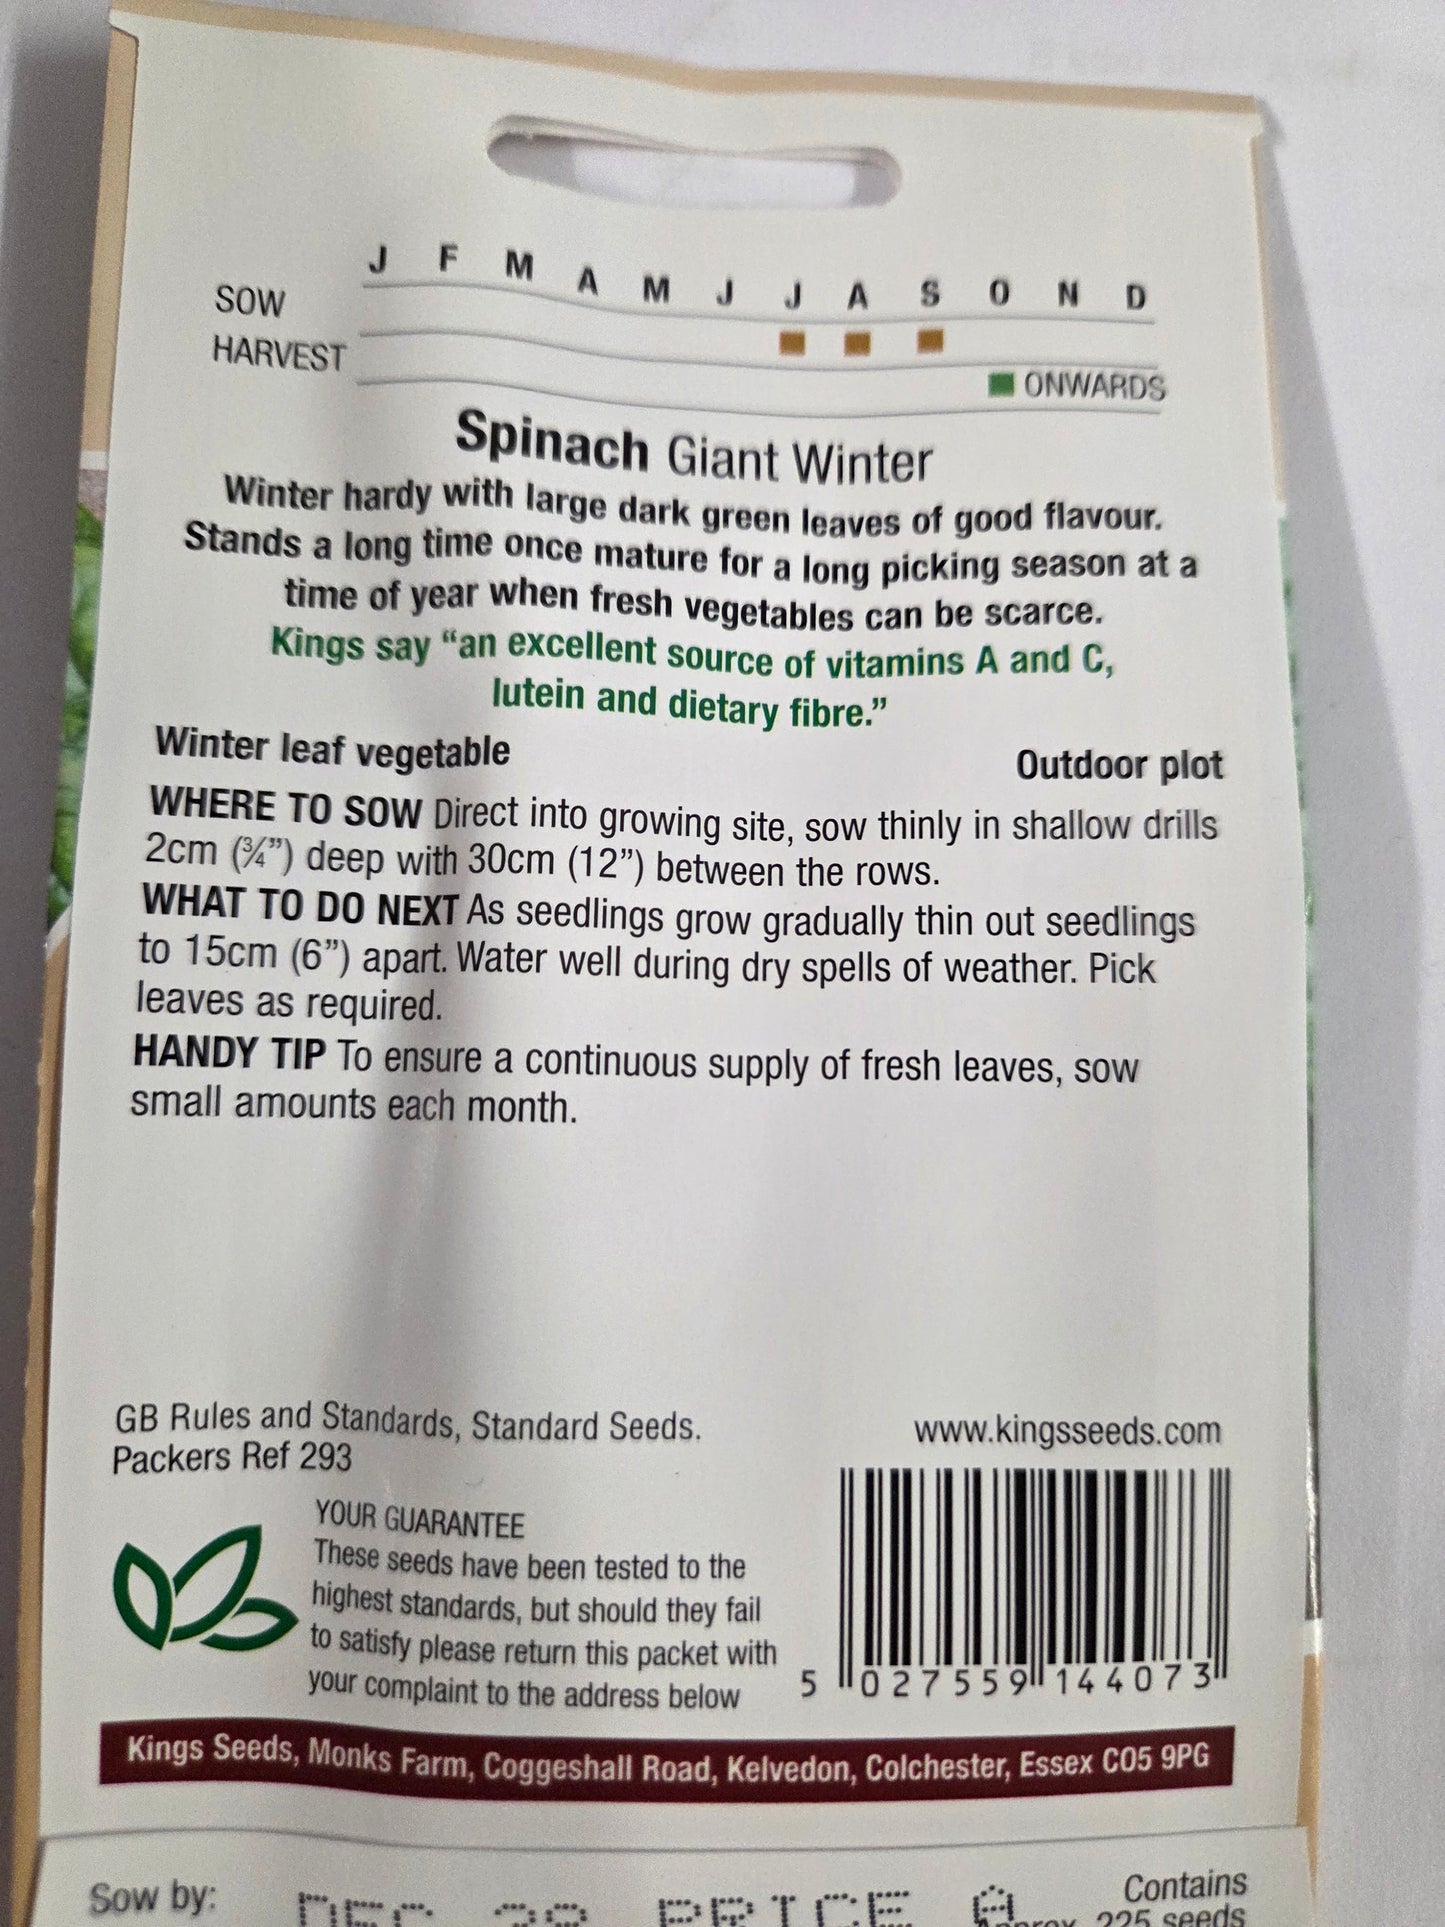 J F M A M J J A S O N D
SOW
HARVEST
ONWARDS
Spinach Giant Winter
Winter hardy with large dark green leaves of good flavour.
Stands a long time once mature for a long picking season at a
time of year when fresh vegetables can be scarce.
Kings say “an excellent source of vitamins A and C,
lutein and dietary fibre.”
Winter leaf vegetable Outdoor plot
WHERE TO SOW Direct into growing site, sow thinly in shallow drills
2cm (¾”) deep with 30cm (12”) between the rows.
WHAT TO DO NEXT As seedlings grow gradually thin out seedlings
to 15cm (6”) apart. Water well during dry spells of weather. Pick
leaves as required.
HANDY TIP To ensure a continuous supply of fresh leaves, sow
small amounts each month.
GB Rules and Standards, Standard Seeds.
Packers Ref 293
www.kingsseeds.com
YOUR GUARANTEE
These seeds have been tested to the
highest standards, but should they fail
to satisfy please return this packet with
your complaint to the address below
5 027559 144073
Kings Seeds, Monks Farm, Coggeshall Road, Kelvedon, Colchester, Essex CO5 9PG
Sow by: DEC PRICE A
Contains
Approx 225 seeds